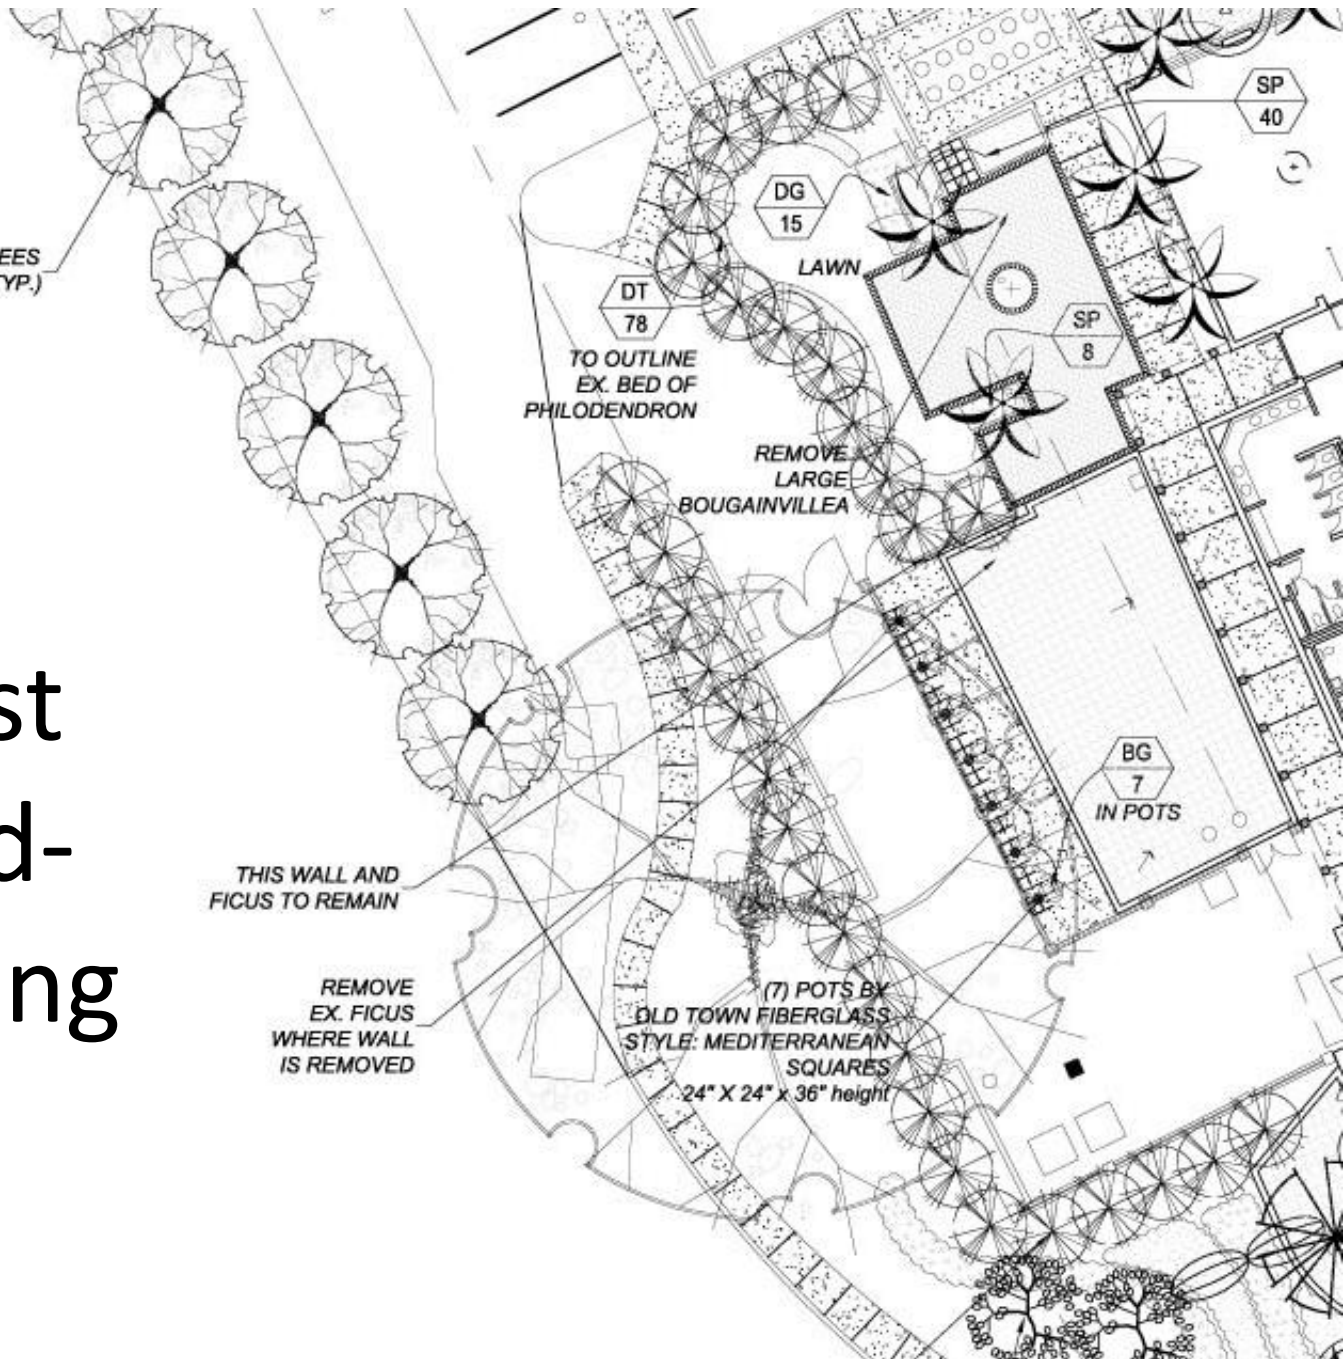 SP
40
DG
15
LAWN
DT
78
TO OUTLINE
EX. BED OF
PHILODENDRON
SP
8
REMOVE
LARGE
BOUGAINVILLEA
EES
YP.)
st
d-
ng
BG
7
IN POTS
THIS WALL AND
FICUS TO REMAIN
REMOVE
EX. FICUS
WHERE WALL
IS REMOVED
(7) POTS BY
OLD TOWN FIBERGLASS
STYLE: MEDITERRANEAN
SQUARES
24" X 24" x 36" height